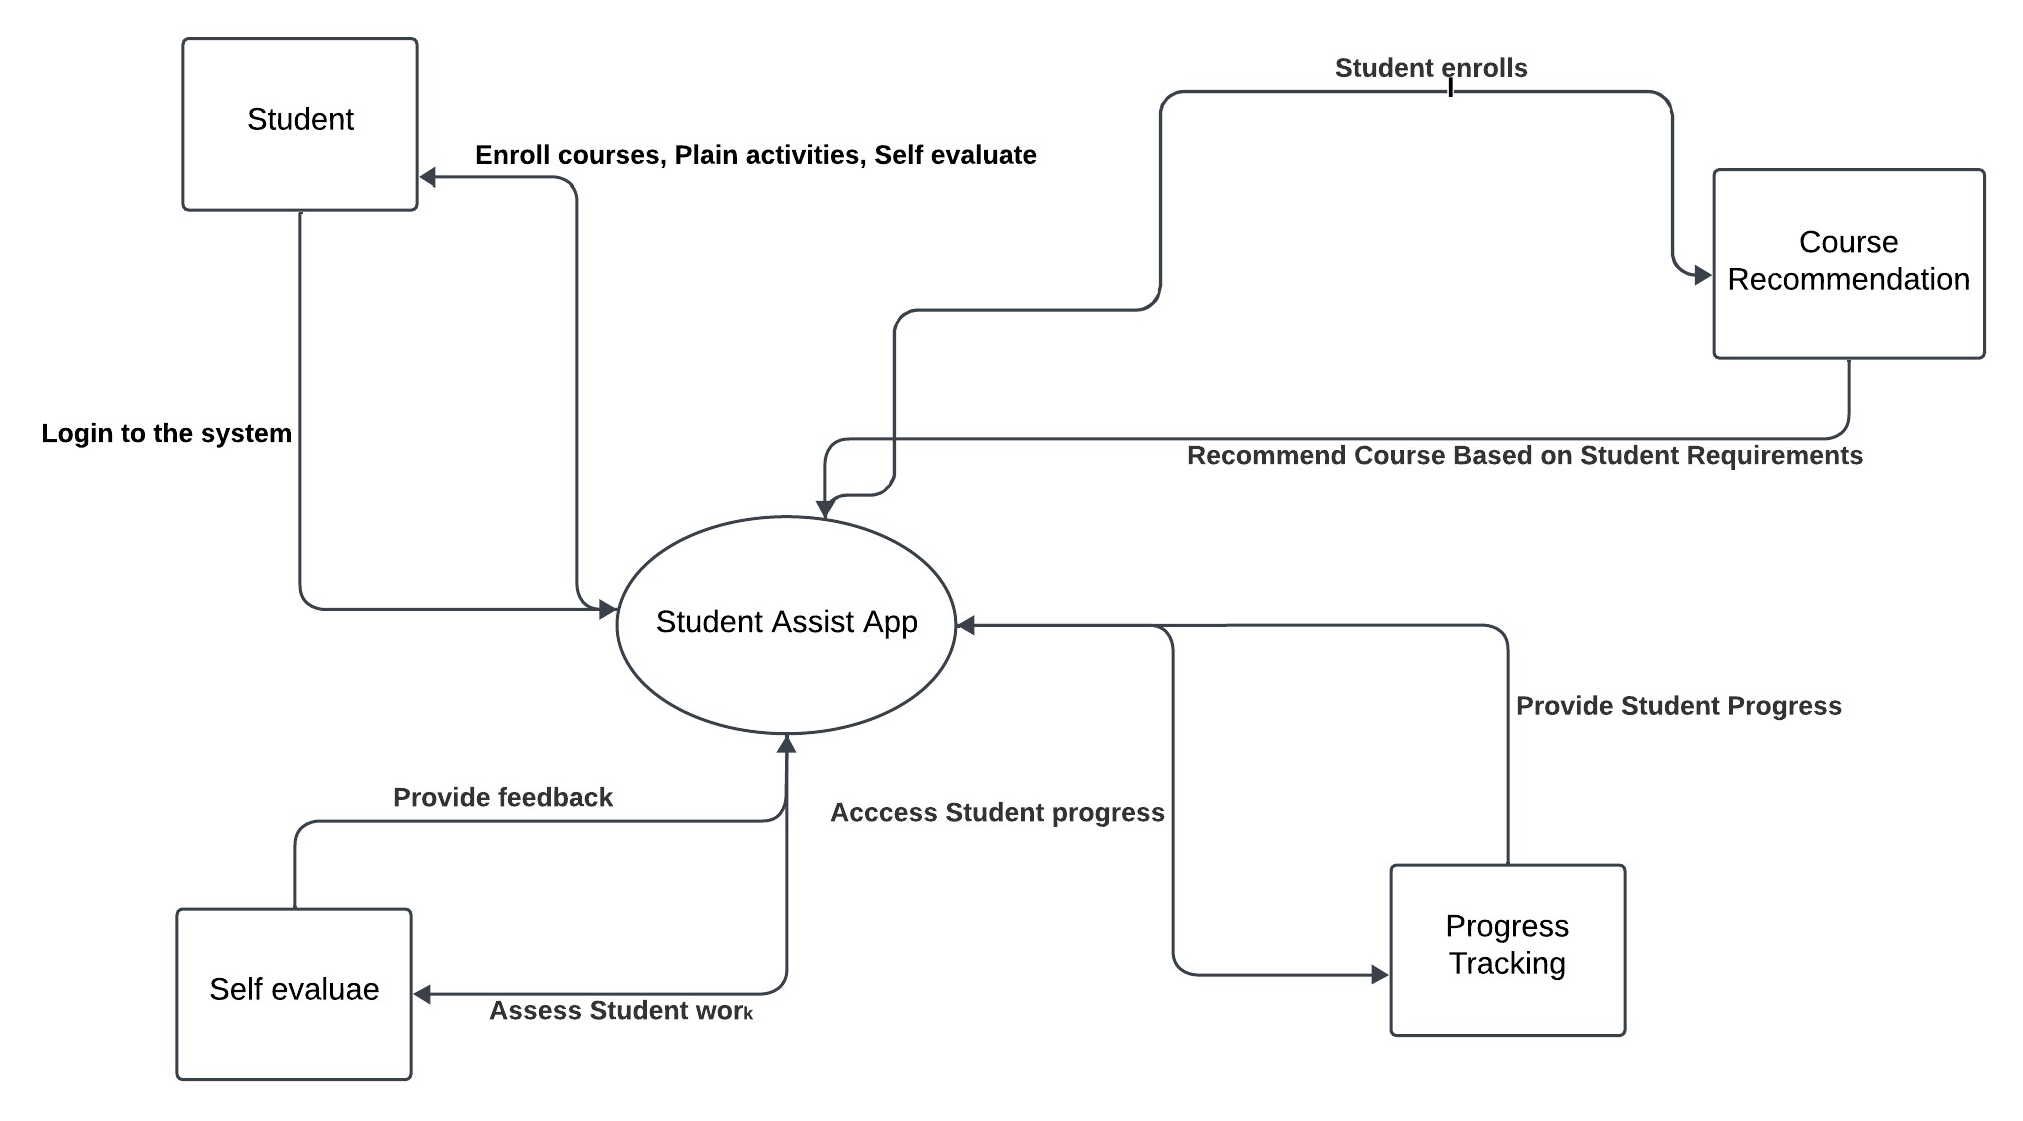 Student enrolls
Student
Enroll courses, Plain activities, Self evaluate
Course
Recommendation
Login to the system
Recommend Course Based on Student Requirements
Student Assist App
Provide Student Progress
Provide feedback
Acccess Student progress
Progress
Tracking
Self evaluae
Assess Student work